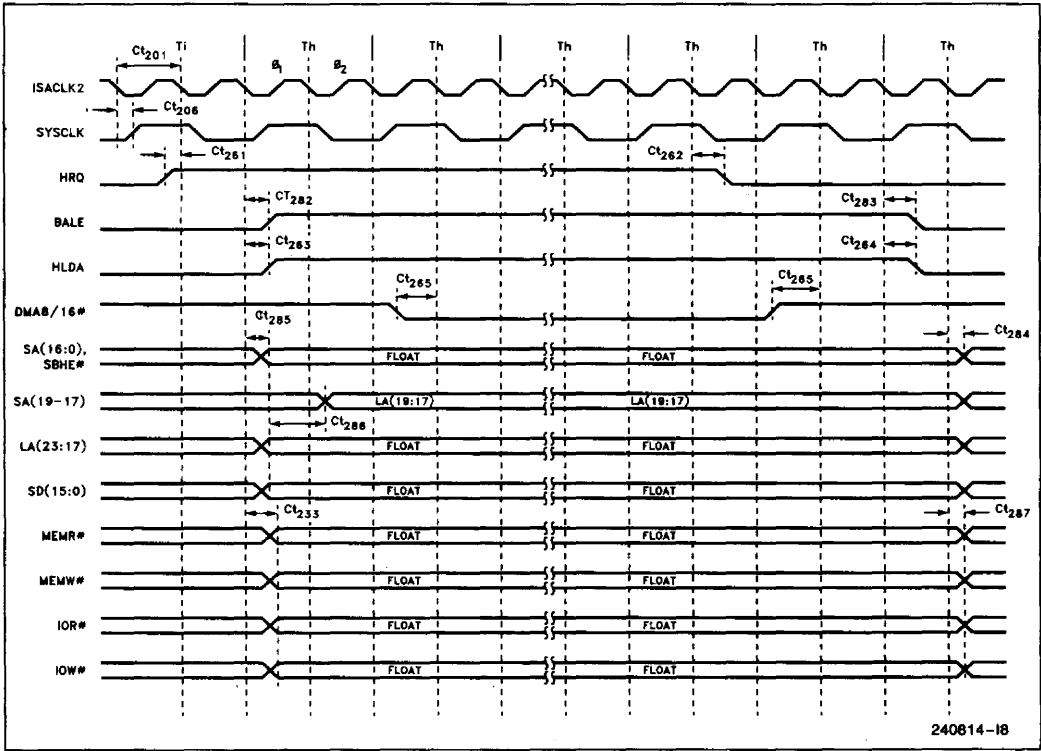 Ti Th Th Th Th Th Th
Ct201
Ø1 Ø2
ISACLK2
Ct206
SYSCLK
Ct261 Ct262
HRQ
CT282 Ct283
BALE
Ct263 Ct264
HLDA
Ct265 Ct265
DMA8/16#
Ct285 Ct284
SA(16:0),
SBHE# FLOAT FLOAT
SA(19-17) LA(19:17) LA(19:17)
Ct286
LA(23:17) FLOAT FLOAT
SD(15:0) FLOAT FLOAT
Ct233 Ct287
MEMR# FLOAT FLOAT
MEMW# FLOAT FLOAT
IOR# FLOAT FLOAT
IOW# FLOAT FLOAT
240814-18